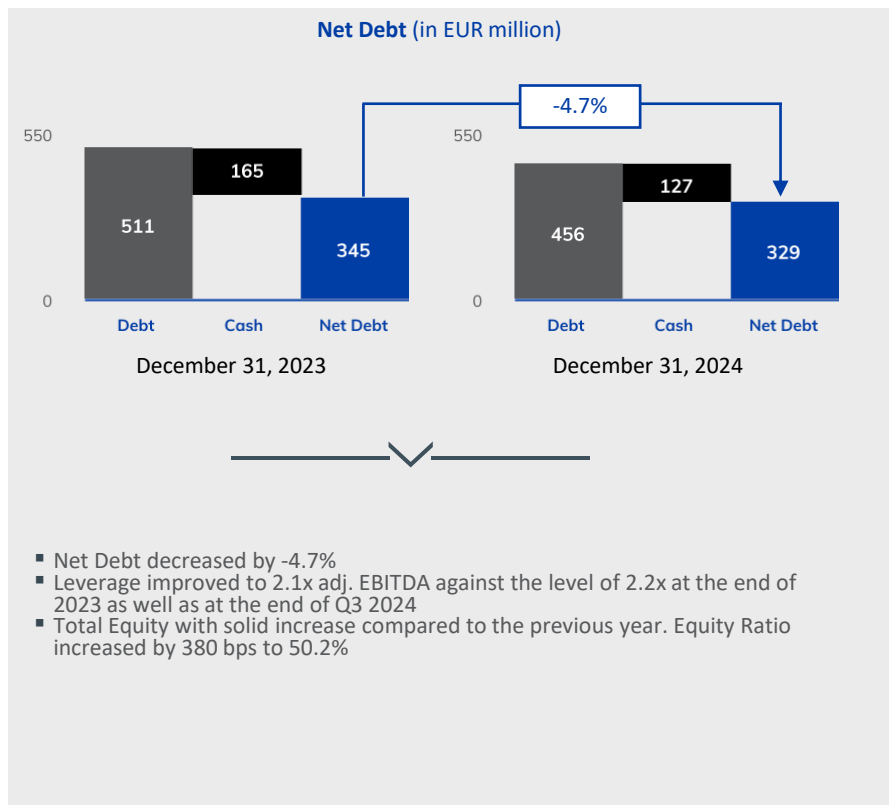 Net Debt (in EUR million)
-4.7%
550
165
511
345
0
Debt Cash Net Debt
December 31, 2023
550
127
456
329
0
Debt Cash Net Debt
December 31, 2024
▪ Net Debt decreased by -4.7%
▪ Leverage improved to 2.1x adj. EBITDA against the level of 2.2x at the end of
2023 as well as at the end of Q3 2024
▪ Total Equity with solid increase compared to the previous year. Equity Ratio
increased by 380 bps to 50.2%